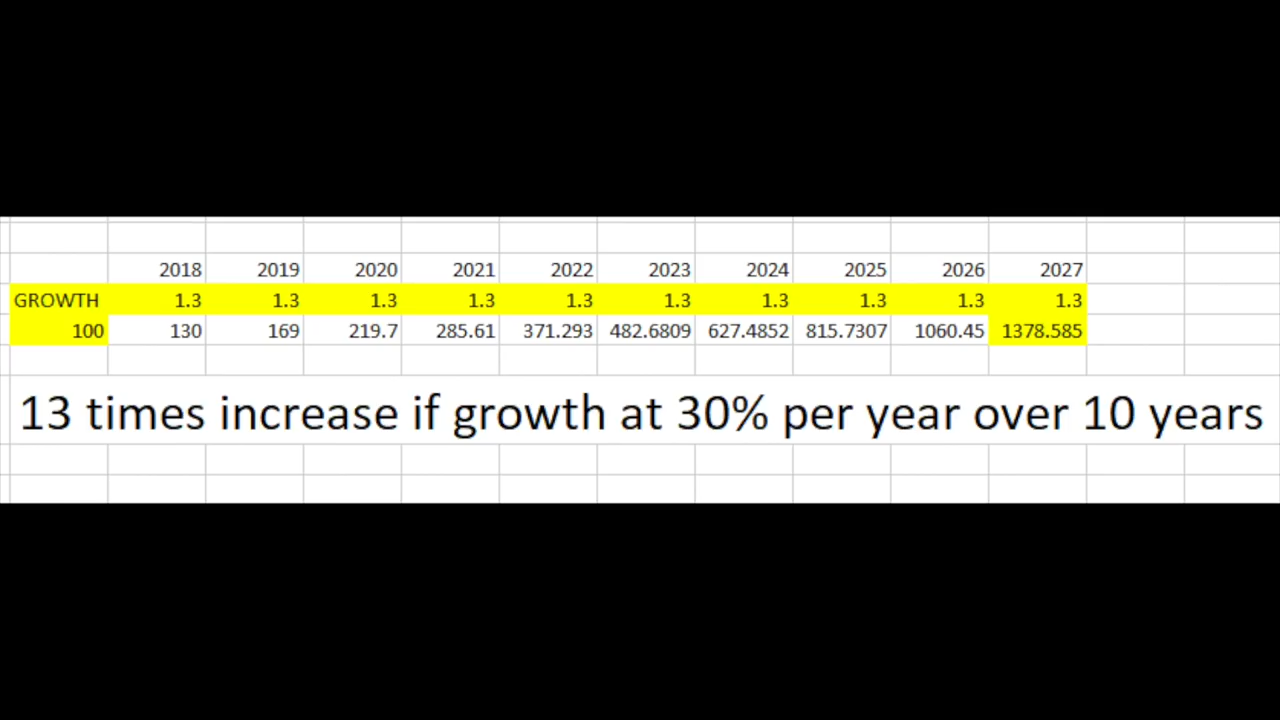 2018 2019 2020 2021 2022 2023 2024 2025 2026 2027
GROWTH 1.3 1.3 1.3 1.3 1.3 1.3 1.3 1.3 1.3 1.3
100 130 169 219.7 285.61 371.293 482.6809 627.4852 815.7307 1060.45 1378.585
13 times increase if growth at 30% per year over 10 years